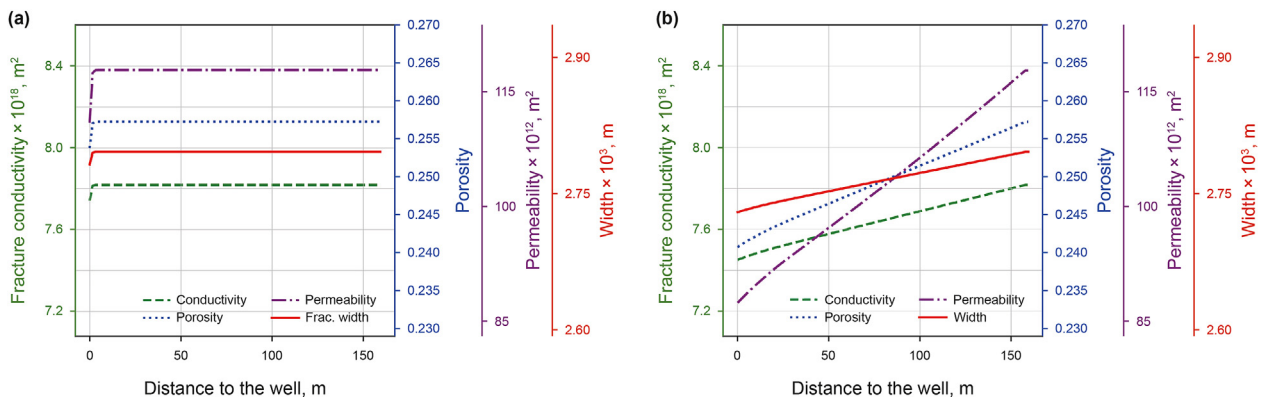 (a)
Fracture conductivity × 10¹⁸, m²
8.4
8.0
7.6
7.2
0
50
100
150
Distance to the well, m
Conductivity
Permeability
Porosity
Frac. width
0.270
0.265
0.260
0.255
0.250
0.245
0.240
0.235
0.230
Porosity
115
100
85
Permeability × 10¹², m²
2.90
2.75
2.60
Width × 10³, m
(b)
Fracture conductivity × 10¹⁸, m²
8.4
8.0
7.6
7.2
0
50
100
150
Distance to the well, m
Conductivity
Permeability
Porosity
Width
0.270
0.265
0.260
0.255
0.250
0.245
0.240
0.235
0.230
Porosity
115
100
85
Permeability × 10¹², m²
2.90
2.75
2.60
Width × 10³, m